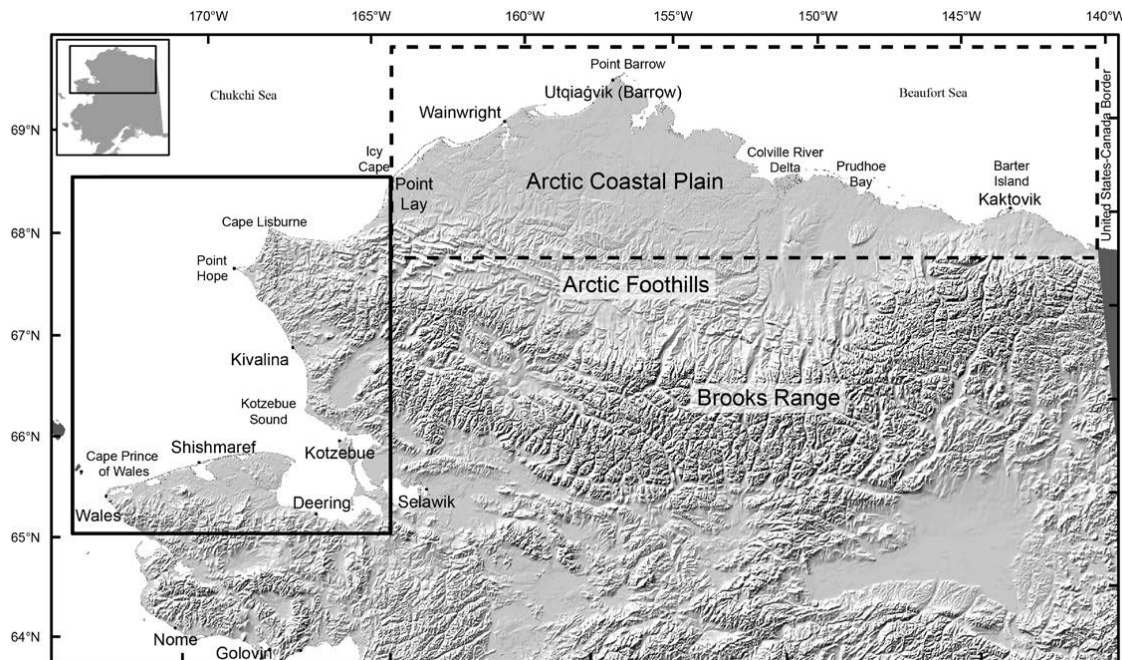 170°W
165°W
160°W
155°W
150°W
145°W
140°W
69°N
68°N
67°N
66°N
65°N
64°N
Chukchi Sea
Point Barrow
Utqiaġvik (Barrow)
Beaufort Sea
Wainwright
Icy
Cape
Point
Lay
Arctic Coastal Plain
Colville River
Delta
Prudhoe
Bay
Barter
Island
Kaktovik
United States-Canada Border
Cape Lisburne
Point
Hope
Arctic Foothills
Kivalina
Brooks Range
Kotzebue
Sound
Shishmaref
Kotzebue
Cape Prince
of Wales
Wales
Deering
Selawik
Nome
Golovin